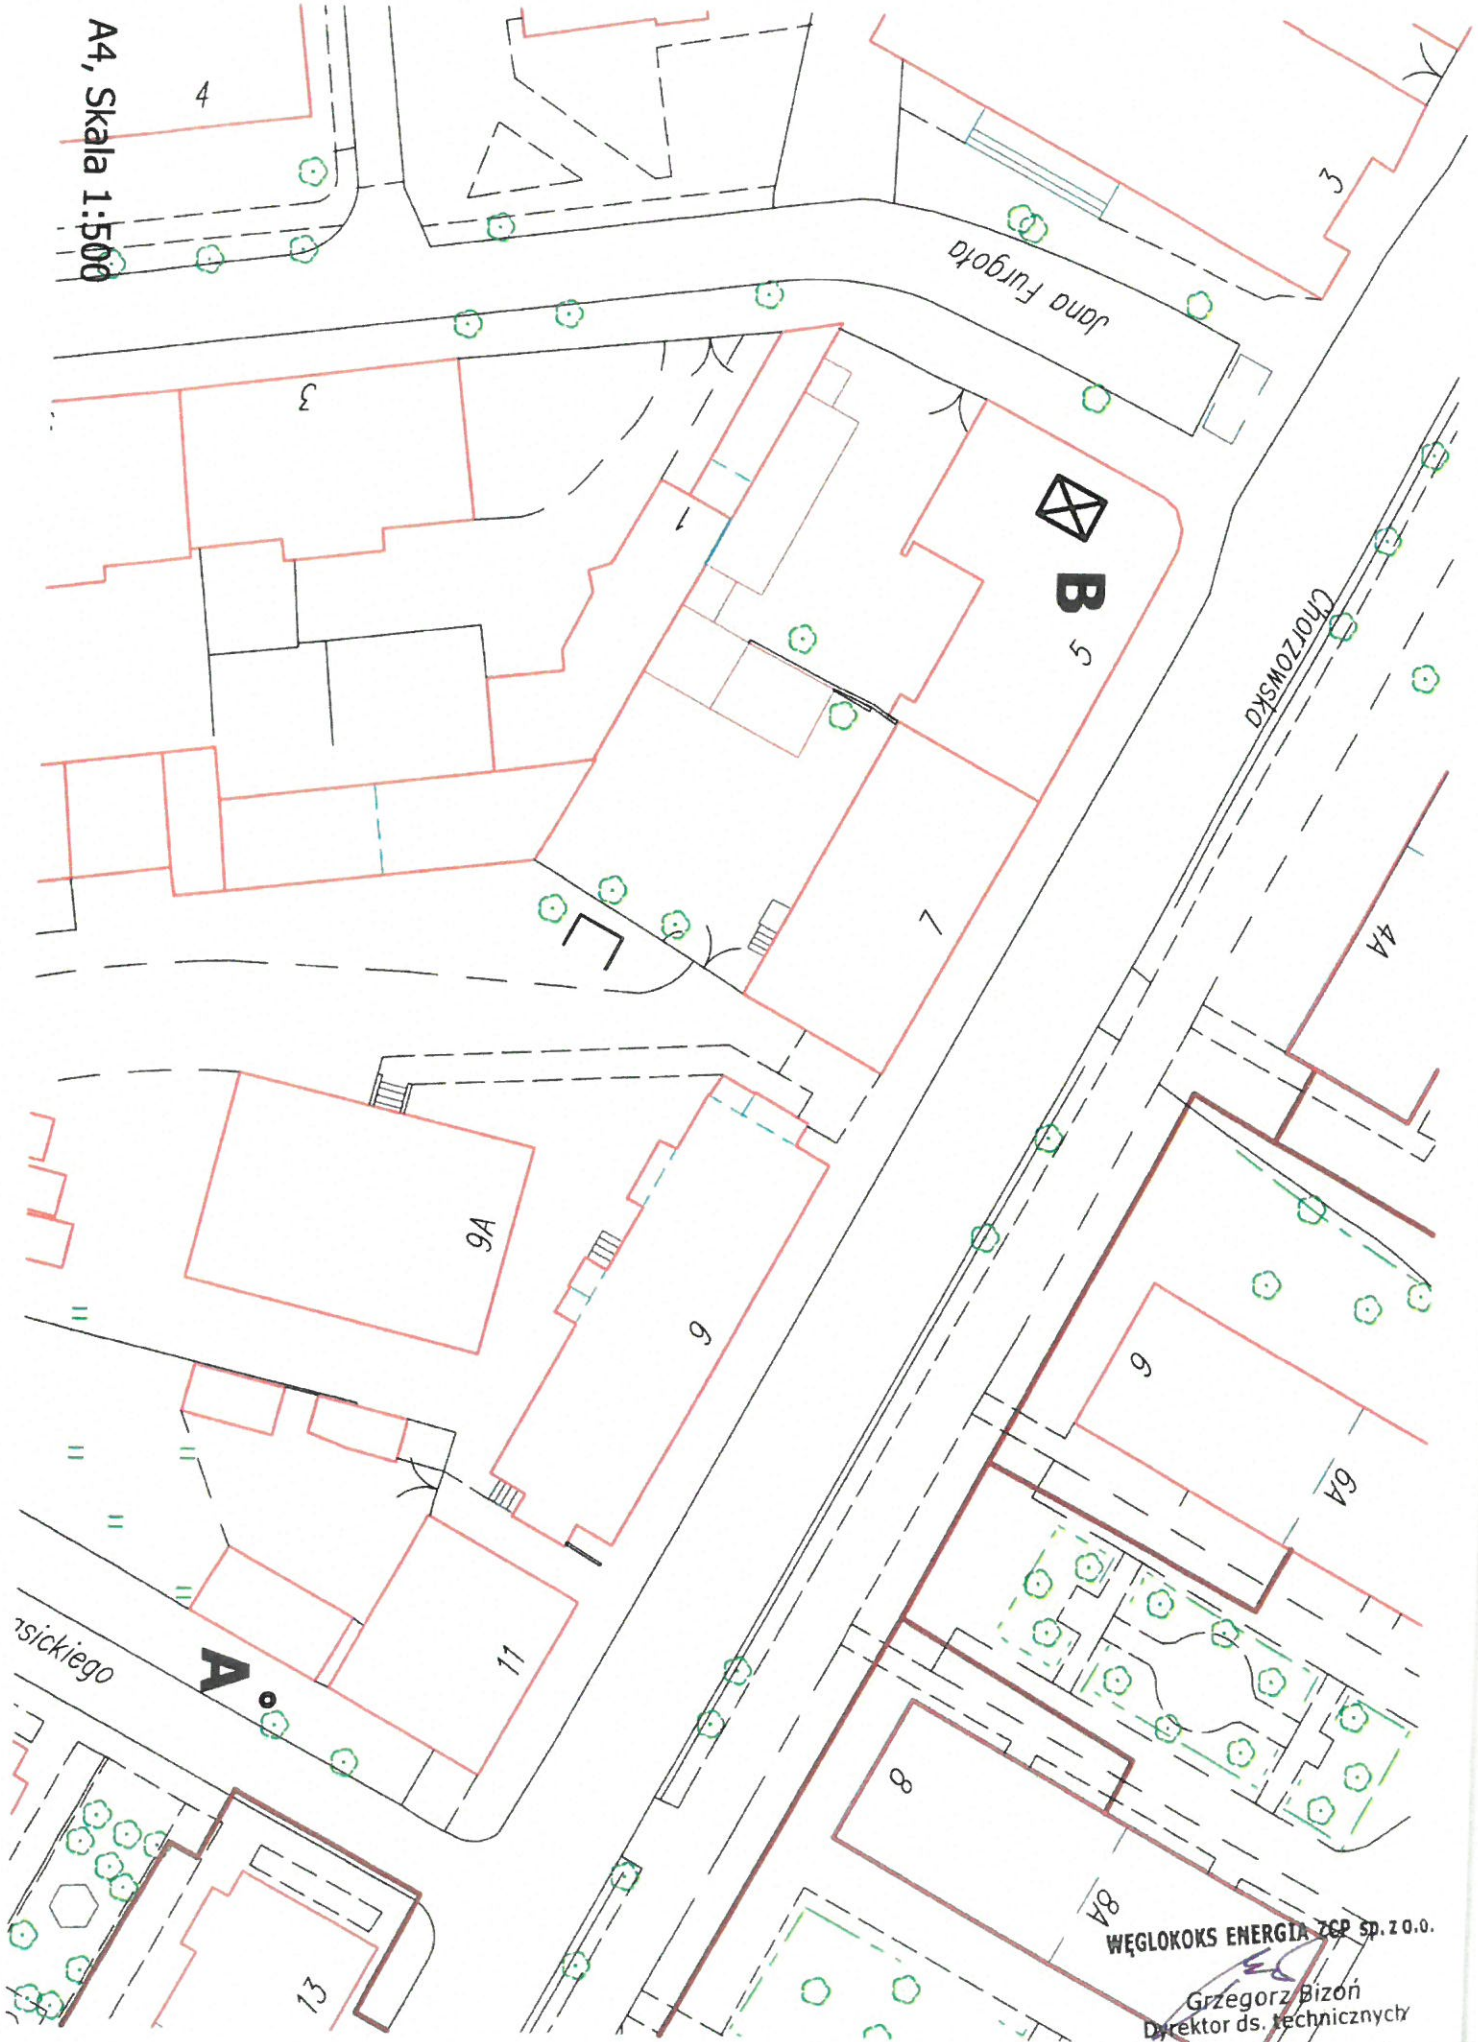 A4, Skala 1:500
4
3
Jana Furgoła
3
1
B
5
Chorzowska
7
4A
9A
9
6
6A
11
A
8
8A
13
WĘGLOKOKS ENERGIA ZCP sp. z o.o.
Grzegorz Bizoń
Dyrektor ds. technicznych